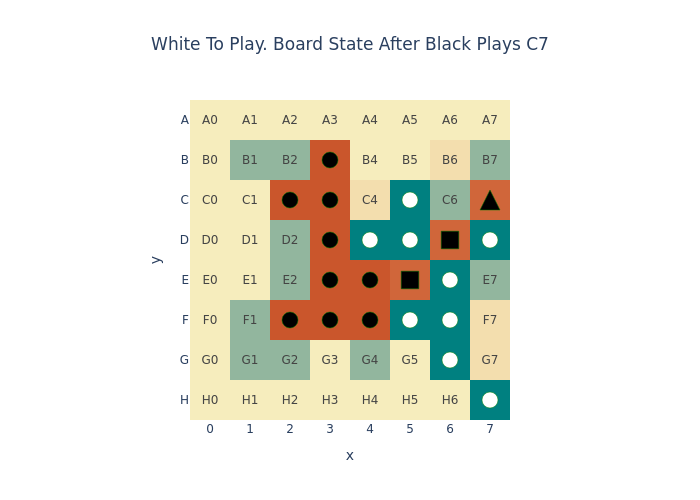 White To Play. Board State After Black Plays C7
A A0 A1 A2 A3 A4 A5 A6 A7
B B0 B1 B2 B4 B5 B6 B7
C C0 C1 C4 C6
D D0 D1 D2
E E0 E1 E2 E7
F F0 F1 F7
G G0 G1 G2 G3 G4 G5 G7
H H0 H1 H2 H3 H4 H5 H6
0 1 2 3 4 5 6 7
x
y